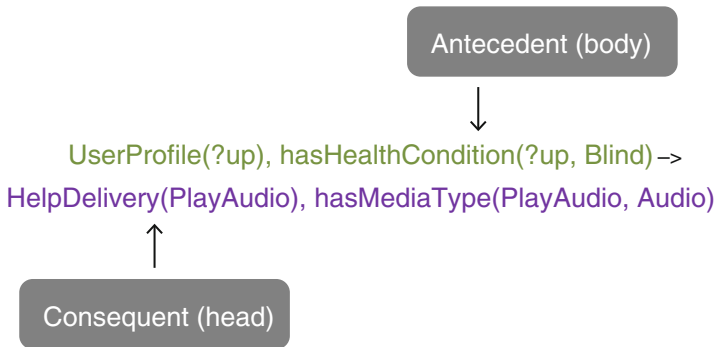 Antecedent (body)
UserProfile(?up), hasHealthCondition(?up, Blind) –>
HelpDelivery(PlayAudio), hasMediaType(PlayAudio, Audio)
Consequent (head)